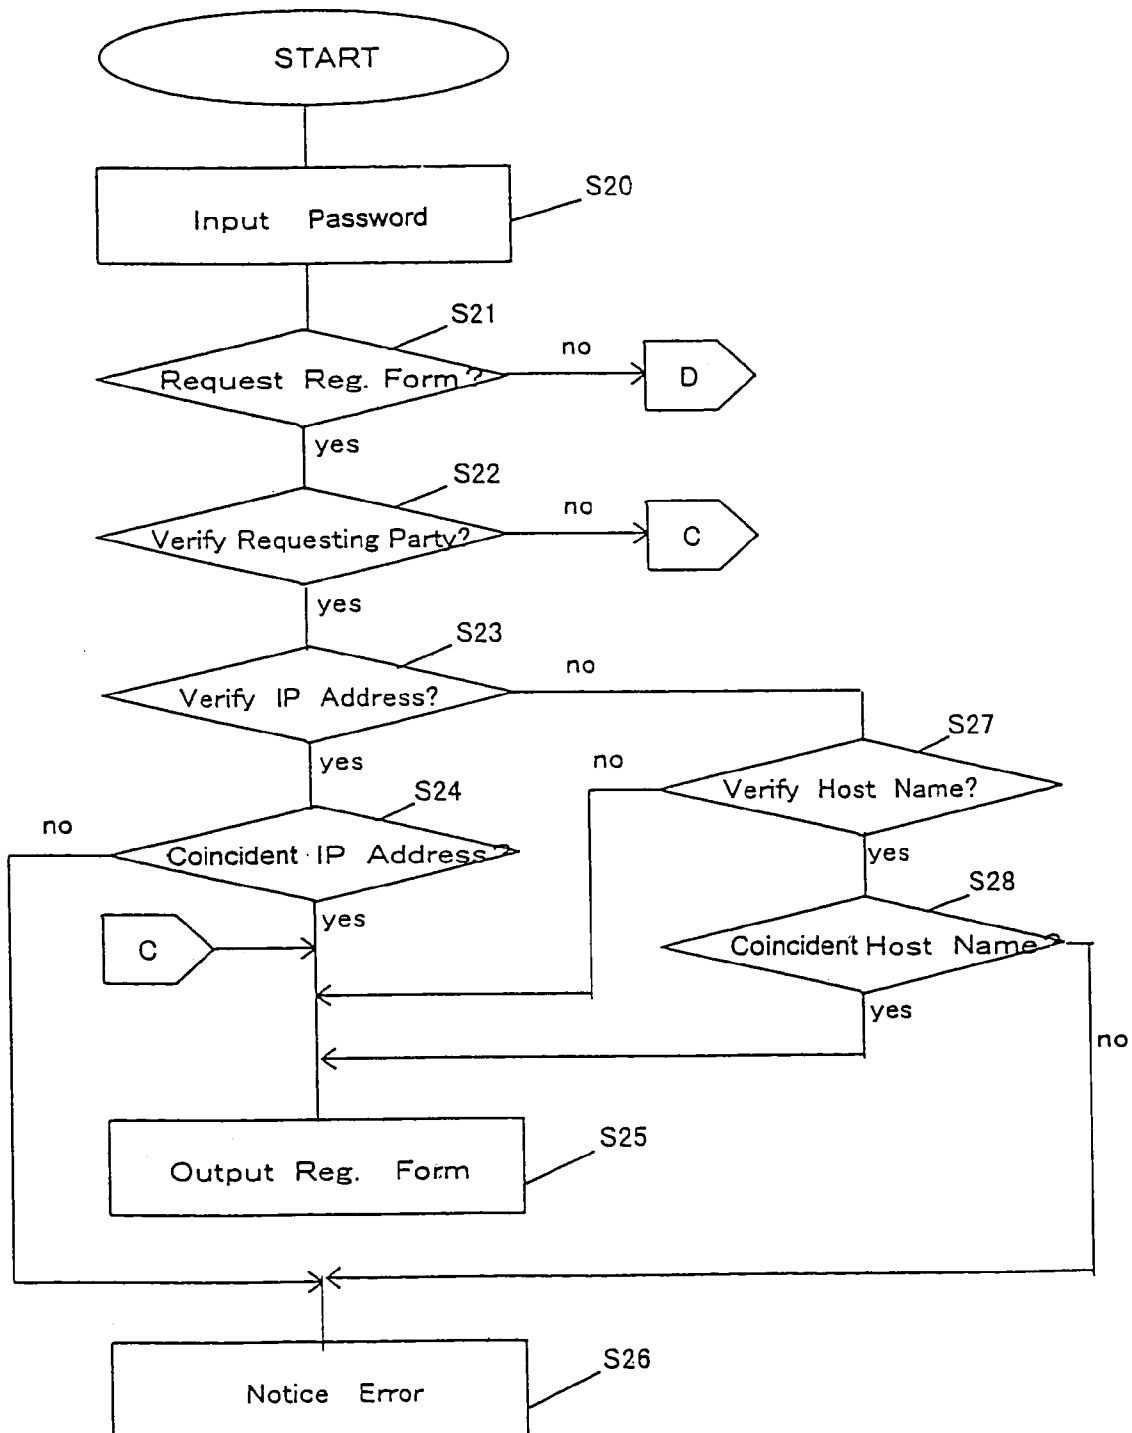 START
Input Password
S20
S21
Request Reg. Form?
no
D
yes
S22
Verify Requesting Party?
no
C
yes
S23
Verify IP Address?
no
yes
S27
Verify Host Name?
no
yes
S24
Coincident IP Address?
no
yes
S28
Coincident Host Name?
C
yes
no
S25
Output Reg. Form
S26
Notice Error